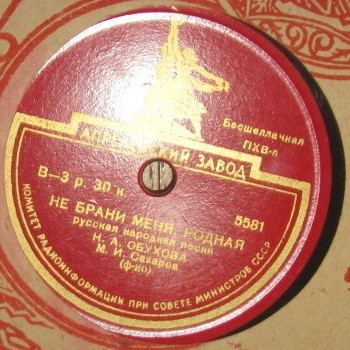 Бесшеллачная
ПХВ-п
АПРЕЛЕВСКИЙ ЗАВОД
В-3 р. 30 к.
5581
НЕ БРАНИ МЕНЯ, РОДНАЯ
русская народная песня
Н. А. ОБУХОВА
М. И. Сахаров
(ф-но)
КОМИТЕТ РАДИОИНФОРМАЦИИ ПРИ СОВЕТЕ МИНИСТРОВ СССР